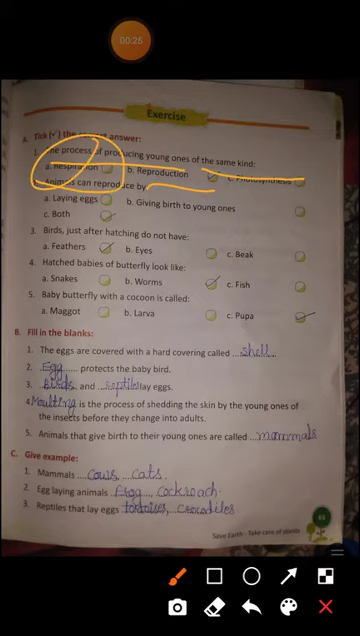 00:25
Exercise
A. Tick (✓) the correct answer:
1. The process of producing young ones of the same kind:
a. Respiration b. Reproduction c. Photosynthesis
Animals can reproduce by
a. Laying eggs b. Giving birth to young ones
c. Both
3. Birds, just after hatching do not have:
a. Feathers b. Eyes c. Beak
4. Hatched babies of butterfly look like:
a. Snakes b. Worms c. Fish
5. Baby butterfly with a cocoon is called:
a. Maggot b. Larva c. Pupa
B. Fill in the blanks:
1. The eggs are covered with a hard covering called ...shell...
2. ..Egg...... protects the baby bird.
3. ..Birds.. and ..reptiles lay eggs.
4. Moulting is the process of shedding the skin by the young ones of
the insects before they change into adults.
5. Animals that give birth to their young ones are called ...mammals
C. Give example:
1. Mammals ...cows, ...cats.
2. Egg laying animals .Frog..., cockroach.
3. Reptiles that lay eggs tortoises, crocodiles
Save Earth - Take care of plants